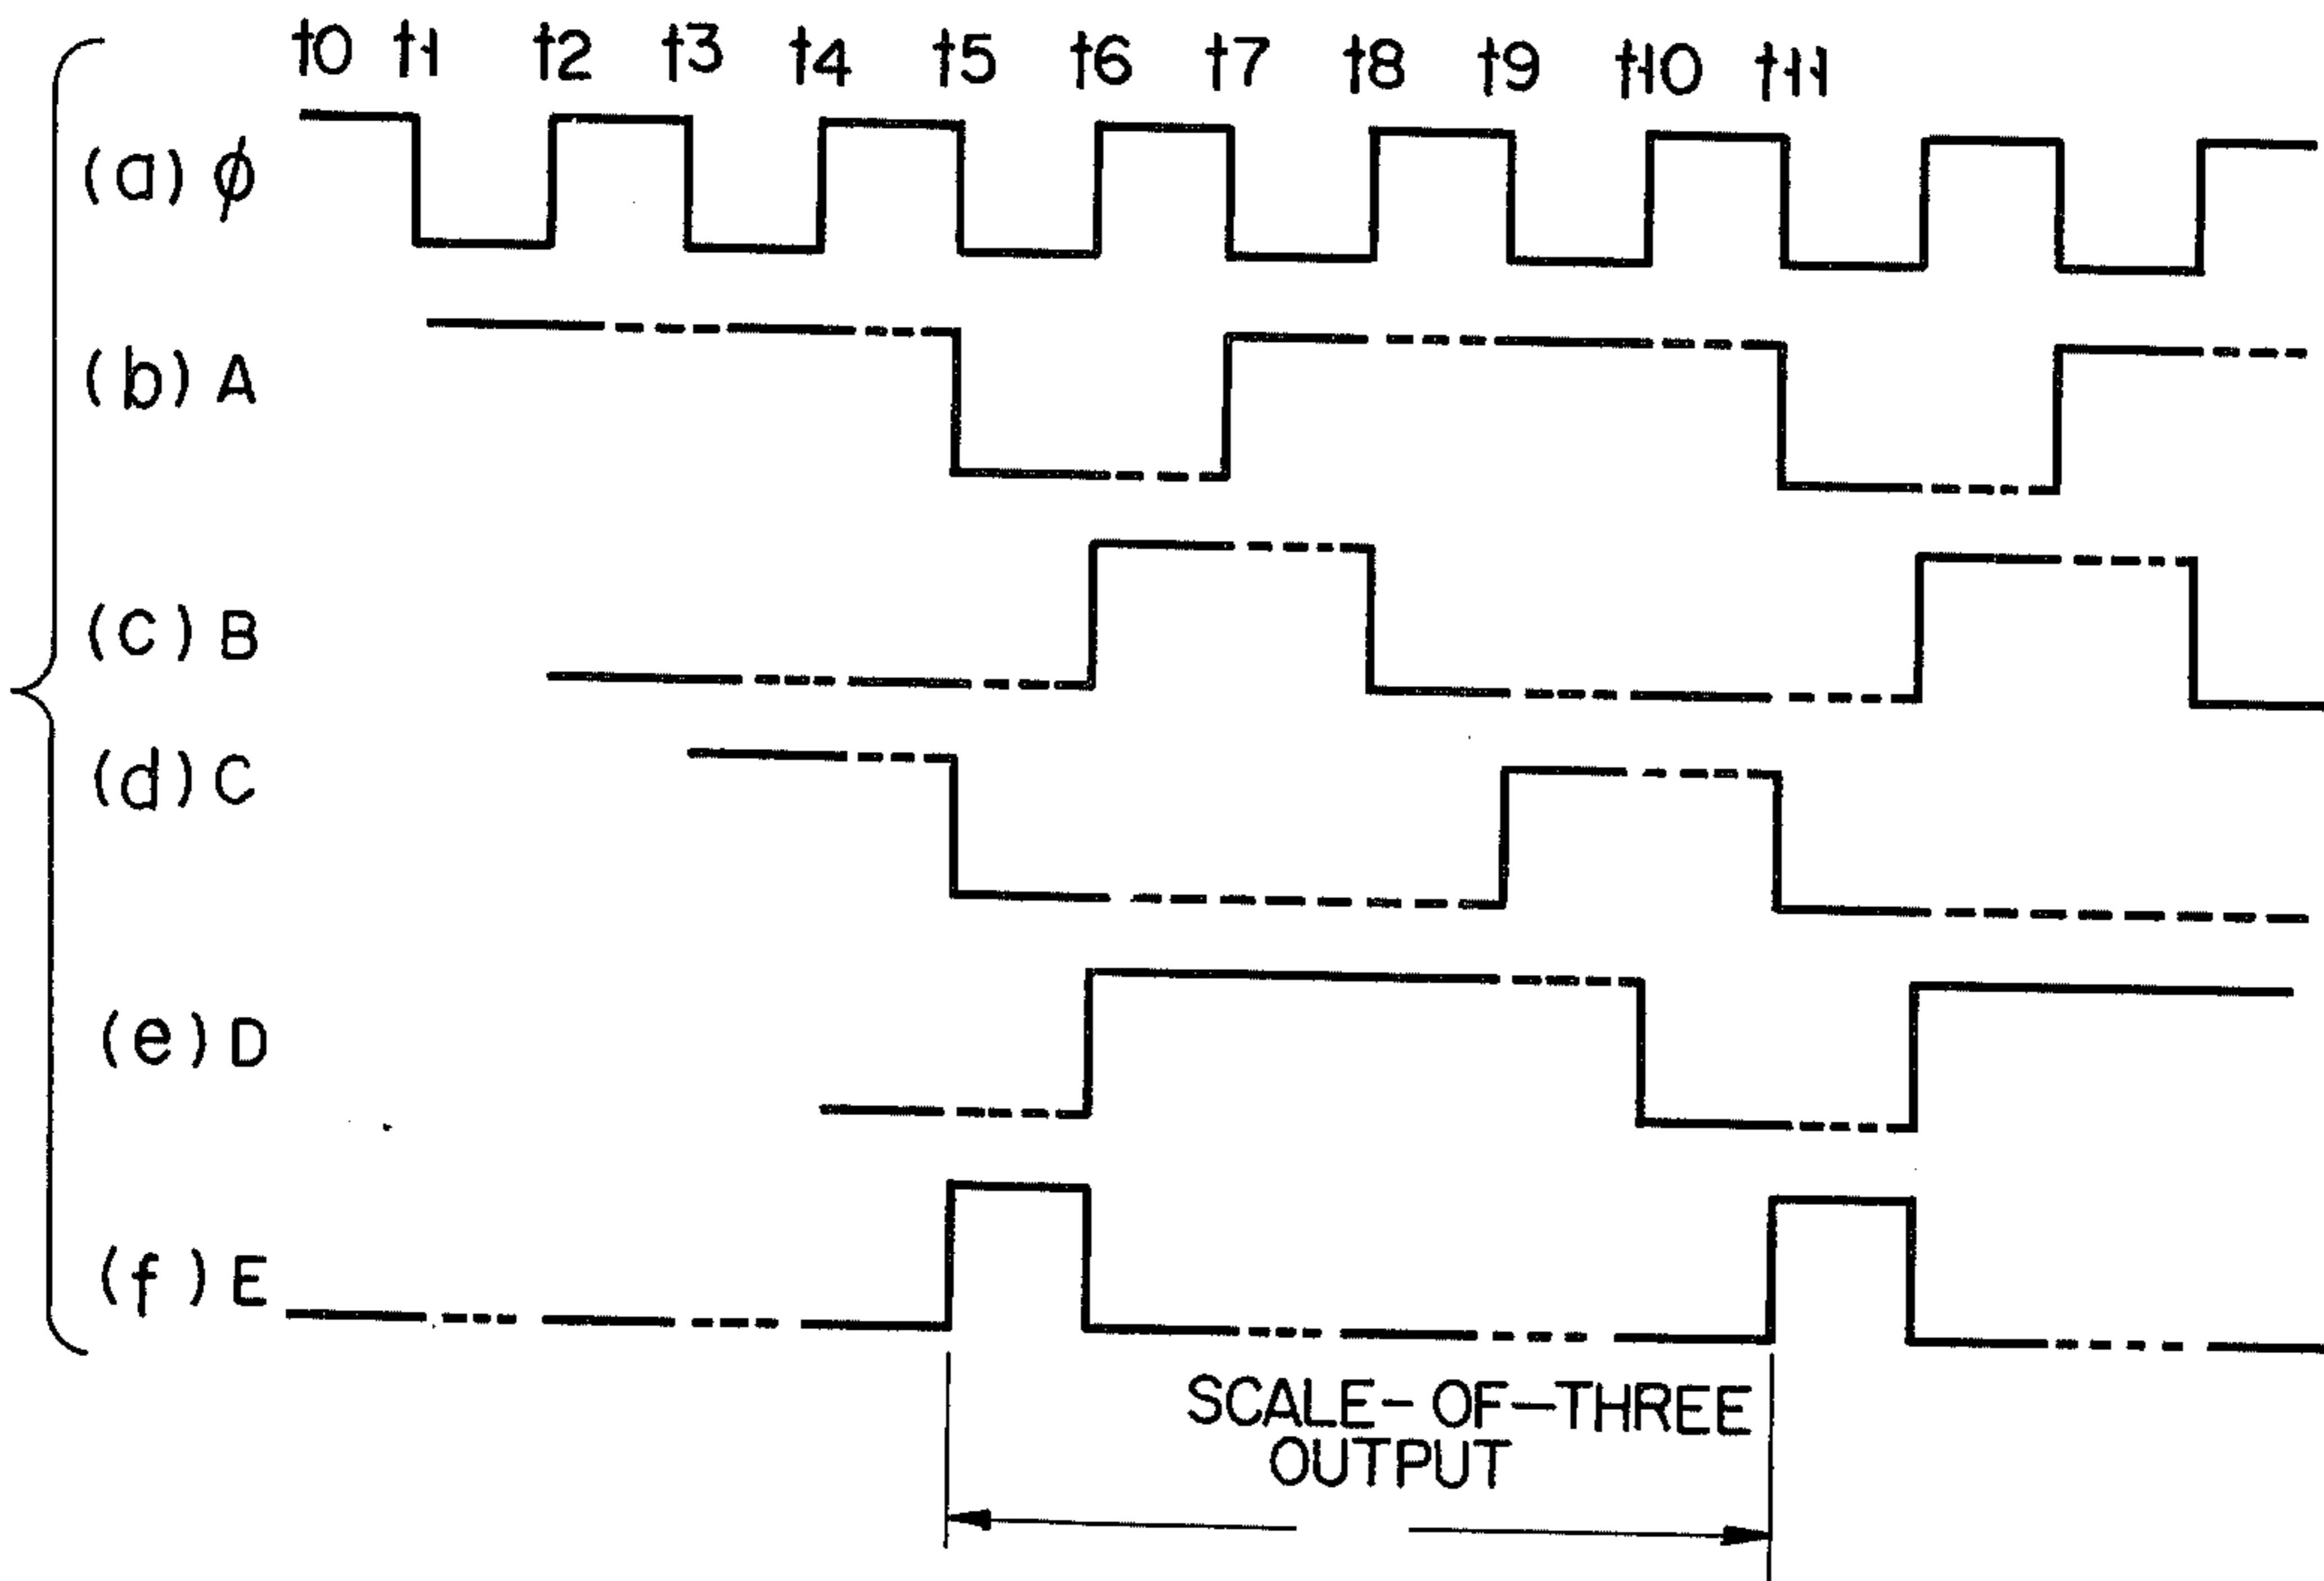 t0 t1 t2 t3 t4 t5 t6 t7 t8 t9 t10 t11
(a) ϕ
(b) A
(C) B
(d) C
(e) D
(f) E
SCALE-OF-THREE
OUTPUT